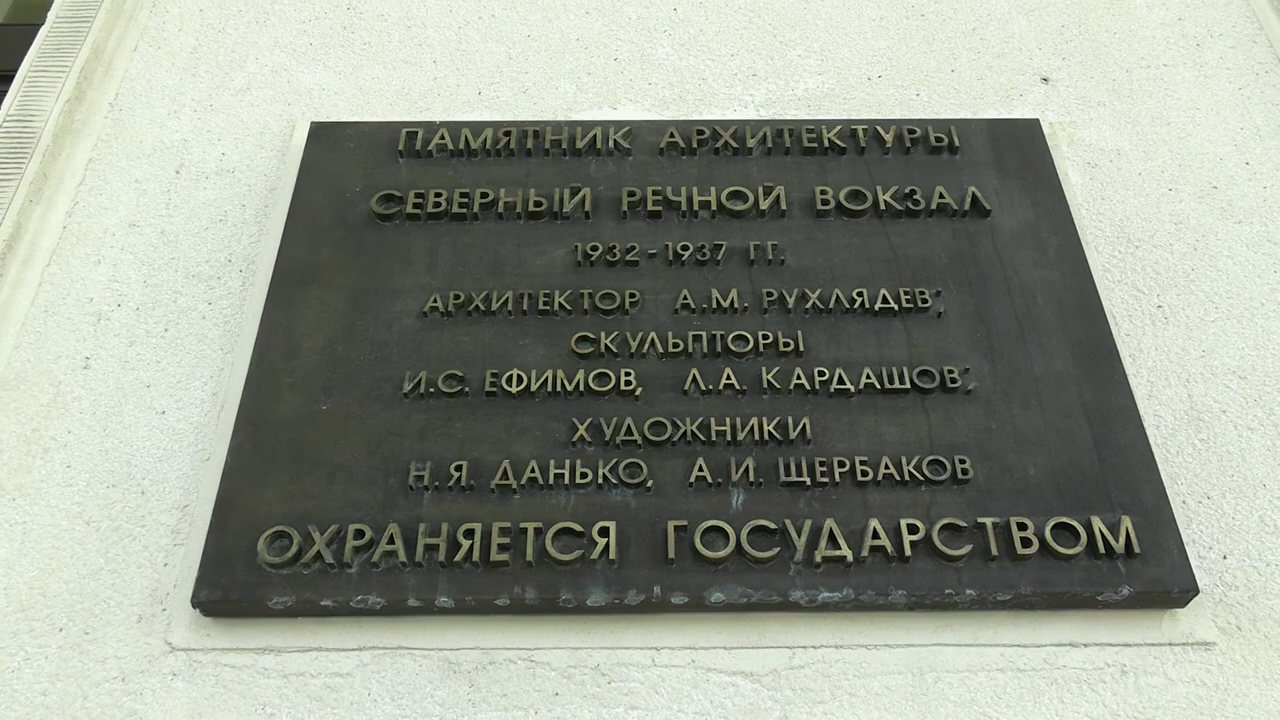 ПАМЯТНИК АРХИТЕКТУРЫ
СЕВЕРНЫЙ РЕЧНОЙ ВОКЗАЛ
1932-1937 ГГ.
АРХИТЕКТОР А.М. РУХЛЯДЕВ;
СКУЛЬПТОРЫ
И.С. ЕФИМОВ, Л.А. КАРДАШОВ;
ХУДОЖНИКИ
Н.Я. ДАНЬКО, А.И. ЩЕРБАКОВ
ОХРАНЯЕТСЯ ГОСУДАРСТВОМ